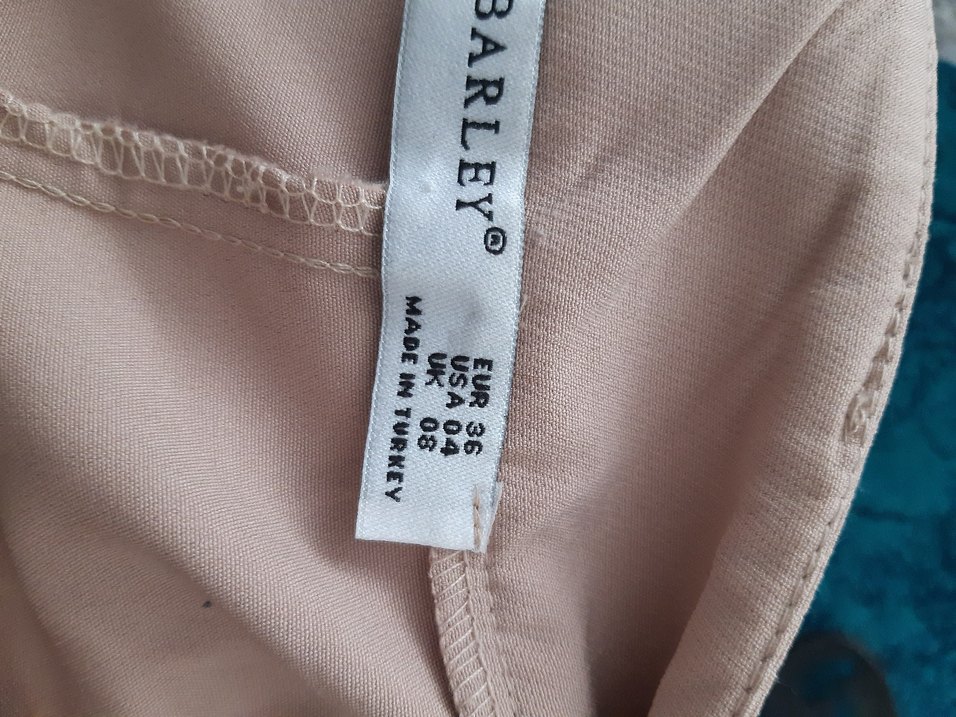 BARLEY®
EUR 36
USA 04
UK 08
MADE IN TURKEY